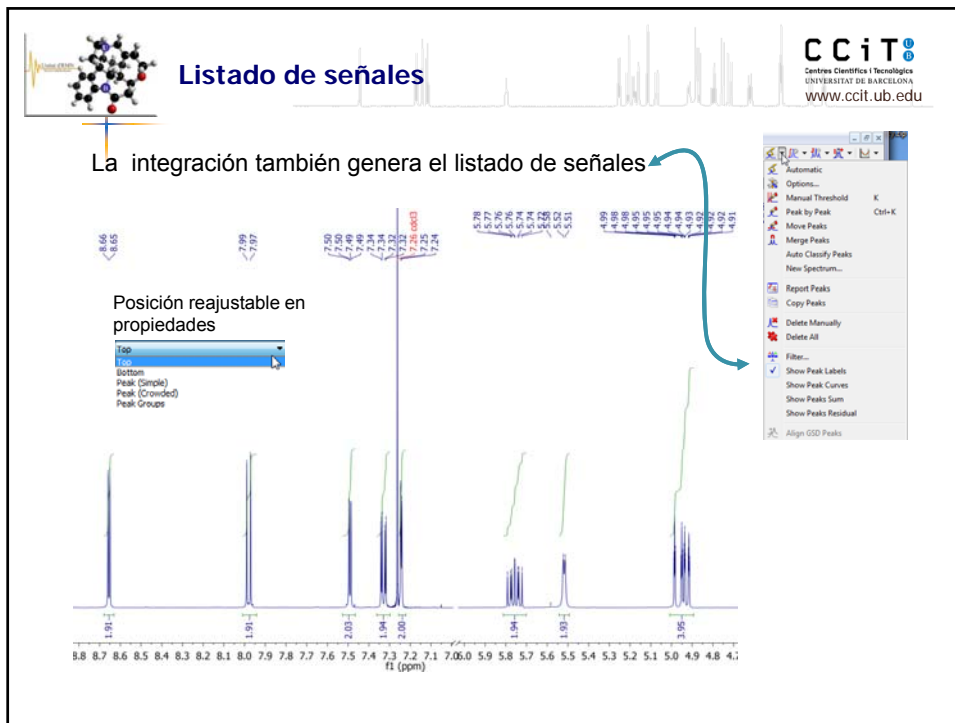 Listado de señales
CCiT UB
Centres Científics i Tecnològics
UNIVERSITAT DE BARCELONA
www.ccit.ub.edu
La integración también genera el listado de señales
Automatic
Options...
Manual Threshold K
Peak by Peak Ctrl+K
Move Peaks
Merge Peaks
Auto Classify Peaks
New Spectrum...
Report Peaks
Copy Peaks
Delete Manually
Delete All
Filter...
Show Peak Labels
Show Peak Curves
Show Peaks Sum
Show Peaks Residual
Align GSD Peaks
8.66
8.65
7.99
7.97
7.50
7.50
7.49
7.49
7.34
7.34
7.32
7.32
7.26 cdcl3
7.25
7.24
5.78
5.77
5.76
5.76
5.74
5.74
5.52
5.51
4.99
4.98
4.98
4.95
4.95
4.94
4.94
4.93
4.92
4.92
4.92
4.91
Posición reajustable en
propiedades
Top
Top
Bottom
Peak (Simple)
Peak (Crowded)
Peak Groups
1.91
1.91
2.03
1.94
2.00
1.94
1.93
3.95
8.8 8.7 8.6 8.5 8.4 8.3 8.2 8.1 8.0 7.9 7.8 7.7 7.6 7.5 7.4 7.3 7.2 7.1 7.0 6.0 5.9 5.8 5.7 5.6 5.5 5.4 5.3 5.2 5.1 5.0 4.9 4.8 4.7
f1 (ppm)